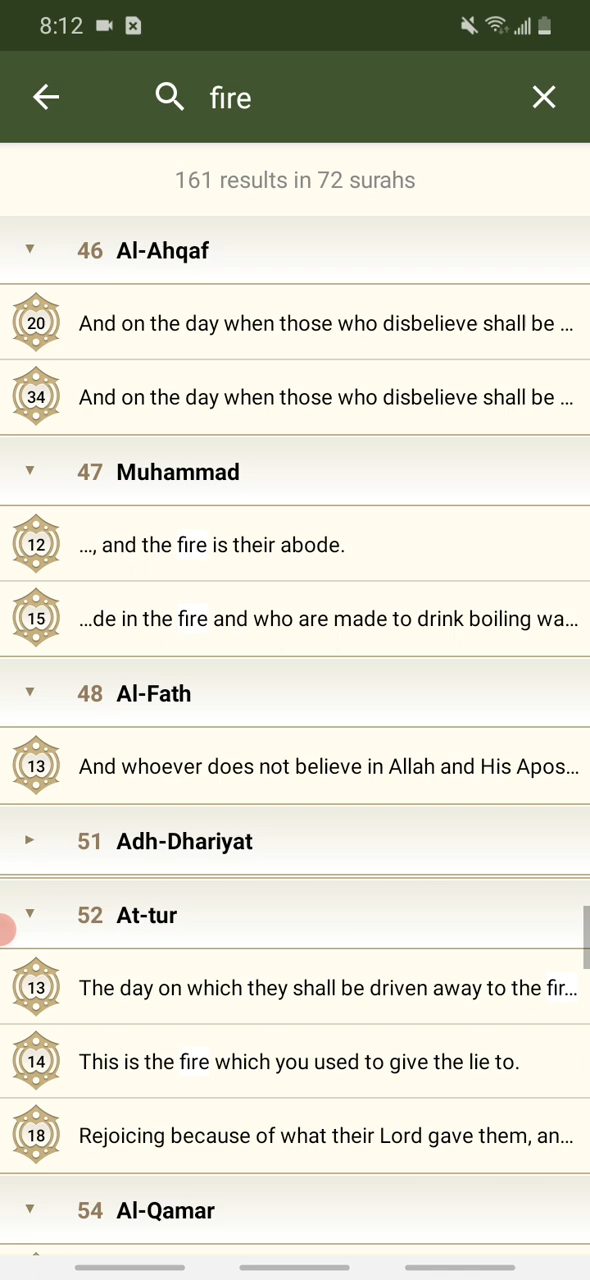 8:12
fire
161 results in 72 surahs
46 Al-Ahqaf
20 And on the day when those who disbelieve shall be ...
34 And on the day when those who disbelieve shall be ...
47 Muhammad
12 ..., and the fire is their abode.
15 ...de in the fire and who are made to drink boiling wa...
48 Al-Fath
13 And whoever does not believe in Allah and His Apos...
51 Adh-Dhariyat
52 At-tur
13 The day on which they shall be driven away to the fir...
14 This is the fire which you used to give the lie to.
18 Rejoicing because of what their Lord gave them, an...
54 Al-Qamar